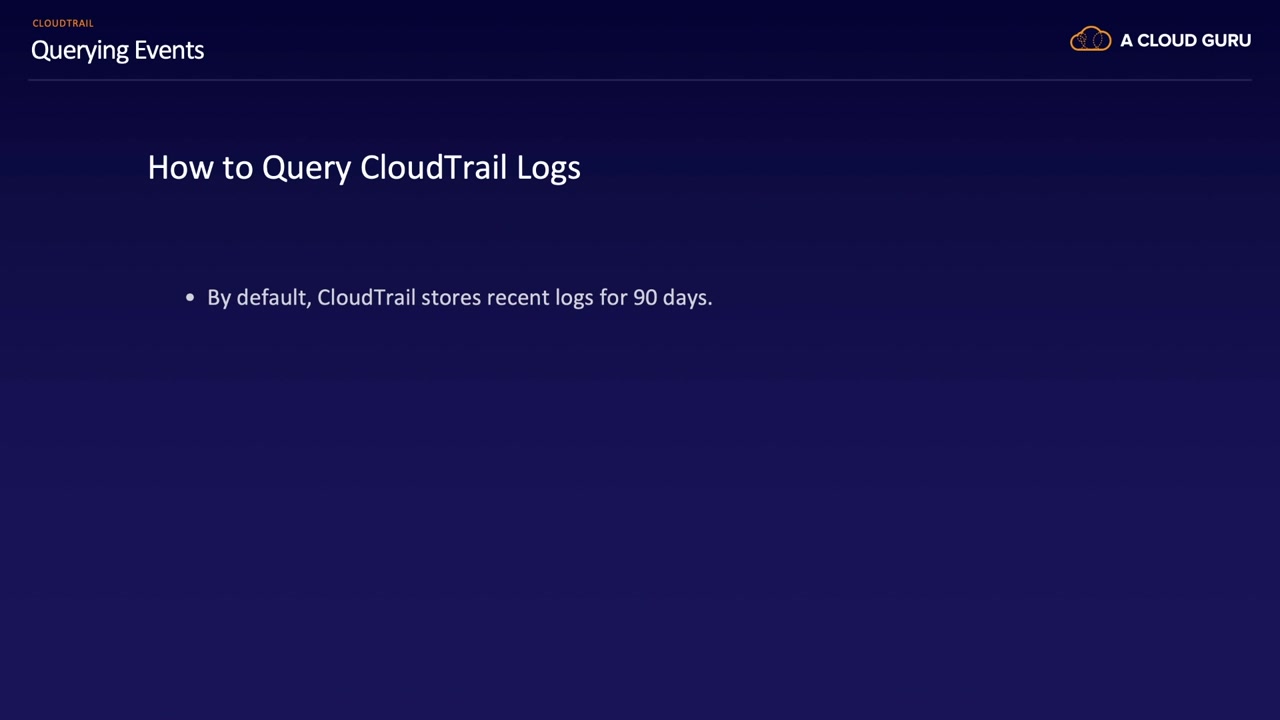 CLOUDTRAIL
Querying Events
A CLOUD GURU
How to Query CloudTrail Logs
• By default, CloudTrail stores recent logs for 90 days.